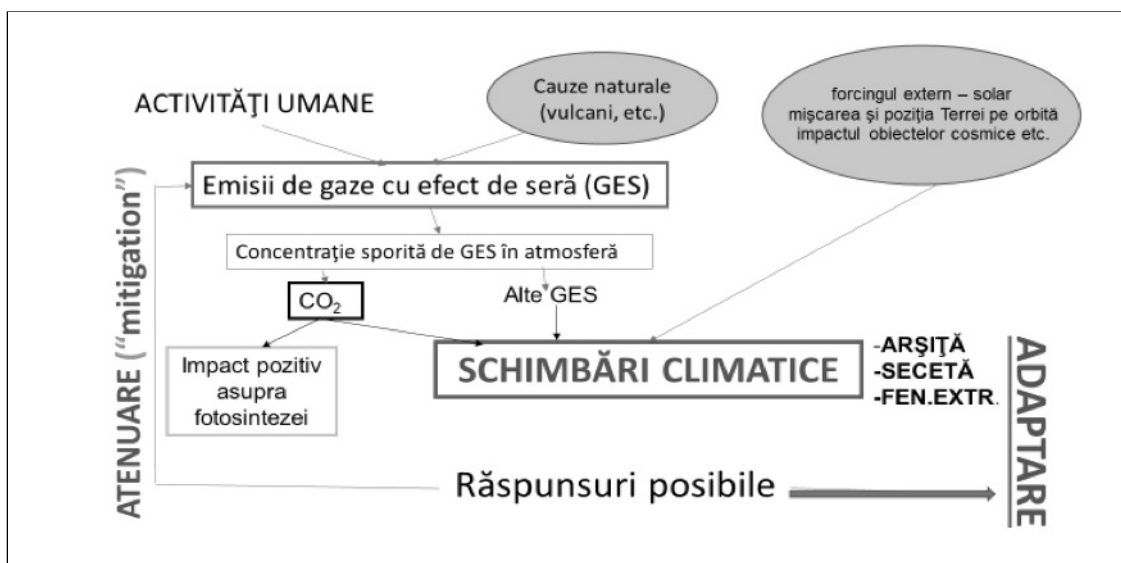 ACTIVITĂŢI UMANE
Cauze naturale
(vulcani, etc.)
forcingul extern – solar
mişcarea şi poziţia Terrei pe orbită
impactul obiectelor cosmice etc.
Emisii de gaze cu efect de seră (GES)
Concentraţie sporită de GES în atmosferă
CO₂
Alte GES
Impact pozitiv
asupra
fotosintezei
SCHIMBĂRI CLIMATICE
-ARŞIŢĂ
-SECETĂ
-FEN.EXTR.
ATENUARE (“mitigation”)
ADAPTARE
Răspunsuri posibile